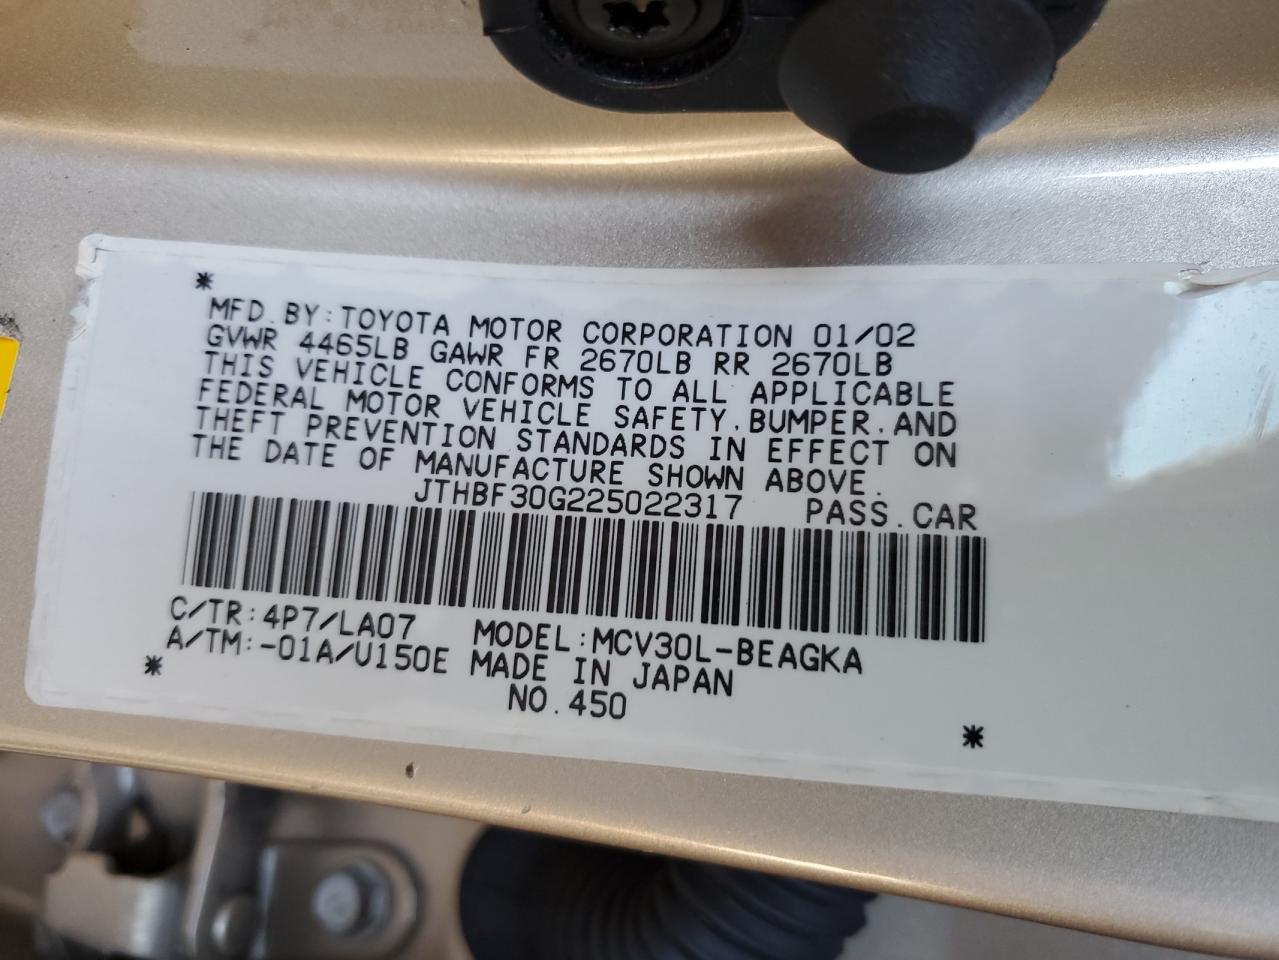 *
MFD.BY:TOYOTA MOTOR CORPORATION 01/02
GVWR 4465LB GAWR FR 2670LB RR 2670LB
THIS VEHICLE CONFORMS TO ALL APPLICABLE
FEDERAL MOTOR VEHICLE SAFETY,BUMPER,AND
THEFT PREVENTION STANDARDS IN EFFECT ON
THE DATE OF MANUFACTURE SHOWN ABOVE.
JTHBF30G225022317 PASS.CAR
C/TR:4P7/LA07 MODEL:MCV30L-BEAGKA
A/TM:-01A/U150E MADE IN JAPAN
* NO.450 *